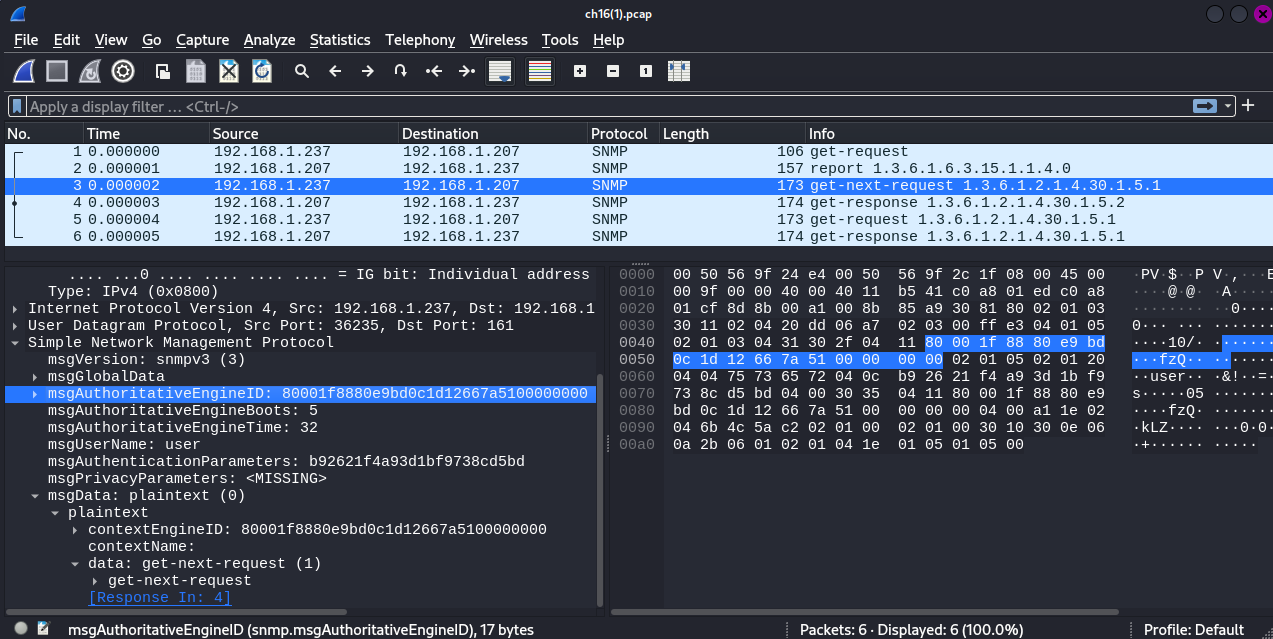 ch16(1).pcap
File Edit View Go Capture Analyze Statistics Telephony Wireless Tools Help
Apply a display filter … <Ctrl-/>
No. Time Source Destination Protocol Length Info
1 0.000000 192.168.1.237 192.168.1.207 SNMP 106 get-request
2 0.000001 192.168.1.207 192.168.1.237 SNMP 157 report 1.3.6.1.6.3.15.1.1.4.0
3 0.000002 192.168.1.237 192.168.1.207 SNMP 173 get-next-request 1.3.6.1.2.1.4.30.1.5.1
4 0.000003 192.168.1.207 192.168.1.237 SNMP 174 get-response 1.3.6.1.2.1.4.30.1.5.2
5 0.000004 192.168.1.237 192.168.1.207 SNMP 173 get-request 1.3.6.1.2.1.4.30.1.5.1
6 0.000005 192.168.1.207 192.168.1.237 SNMP 174 get-response 1.3.6.1.2.1.4.30.1.5.1
.... ...0 .... .... .... .... = IG bit: Individual address
Type: IPv4 (0x0800)
Internet Protocol Version 4, Src: 192.168.1.237, Dst: 192.168.1
User Datagram Protocol, Src Port: 36235, Dst Port: 161
Simple Network Management Protocol
msgVersion: snmpv3 (3)
msgGlobalData
msgAuthoritativeEngineID: 80001f8880e9bd0c1d12667a5100000000
msgAuthoritativeEngineBoots: 5
msgAuthoritativeEngineTime: 32
msgUserName: user
msgAuthenticationParameters: b92621f4a93d1bf9738cd5bd
msgPrivacyParameters: <MISSING>
msgData: plaintext (0)
plaintext
contextEngineID: 80001f8880e9bd0c1d12667a5100000000
contextName:
data: get-next-request (1)
get-next-request
[Response In: 4]
0000 00 50 56 9f 24 e4 00 50 56 9f 2c 1f 08 00 45 00 ·PV·$··P V·,···E
0010 00 9f 00 00 40 00 40 11 b5 41 c0 a8 01 ed c0 a8 ····@·@· ·A·····
0020 01 cf 8d 8b 00 a1 00 8b 85 a9 30 81 80 02 01 03 ········ ··0····
0030 30 11 02 04 20 dd 06 a7 02 03 00 ff e3 04 01 05 0··· ··· ·······
0040 02 01 03 04 31 30 2f 04 11 80 00 1f 88 80 e9 bd ····10/· ·······
0050 0c 1d 12 66 7a 51 00 00 00 00 02 01 05 02 01 20 ···fzQ·· ·······
0060 04 04 75 73 65 72 04 0c b9 26 21 f4 a9 3d 1b f9 ··user·· ·&!··=·
0070 73 8c d5 bd 04 00 30 35 04 11 80 00 1f 88 80 e9 s·····05 ·······
0080 bd 0c 1d 12 66 7a 51 00 00 00 00 04 00 a1 1e 02 ····fzQ· ·······
0090 04 6b 4c 5a c2 02 01 00 02 01 00 30 10 30 0e 06 ·kLZ···· ···0·0·
00a0 0a 2b 06 01 02 01 04 1e 01 05 01 05 00 ·+······ ·····
msgAuthoritativeEngineID (snmp.msgAuthoritativeEngineID), 17 bytes
Packets: 6 · Displayed: 6 (100.0%)
Profile: Default